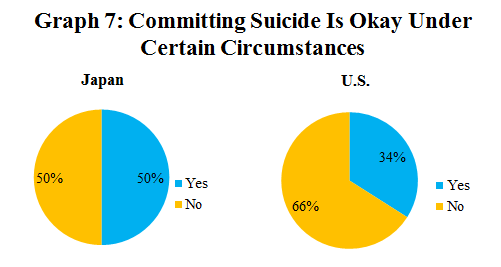 Graph 7: Committing Suicide Is Okay Under
Certain Circumstances
Japan
50%
50%
Yes
No
U.S.
34%
66%
Yes
No